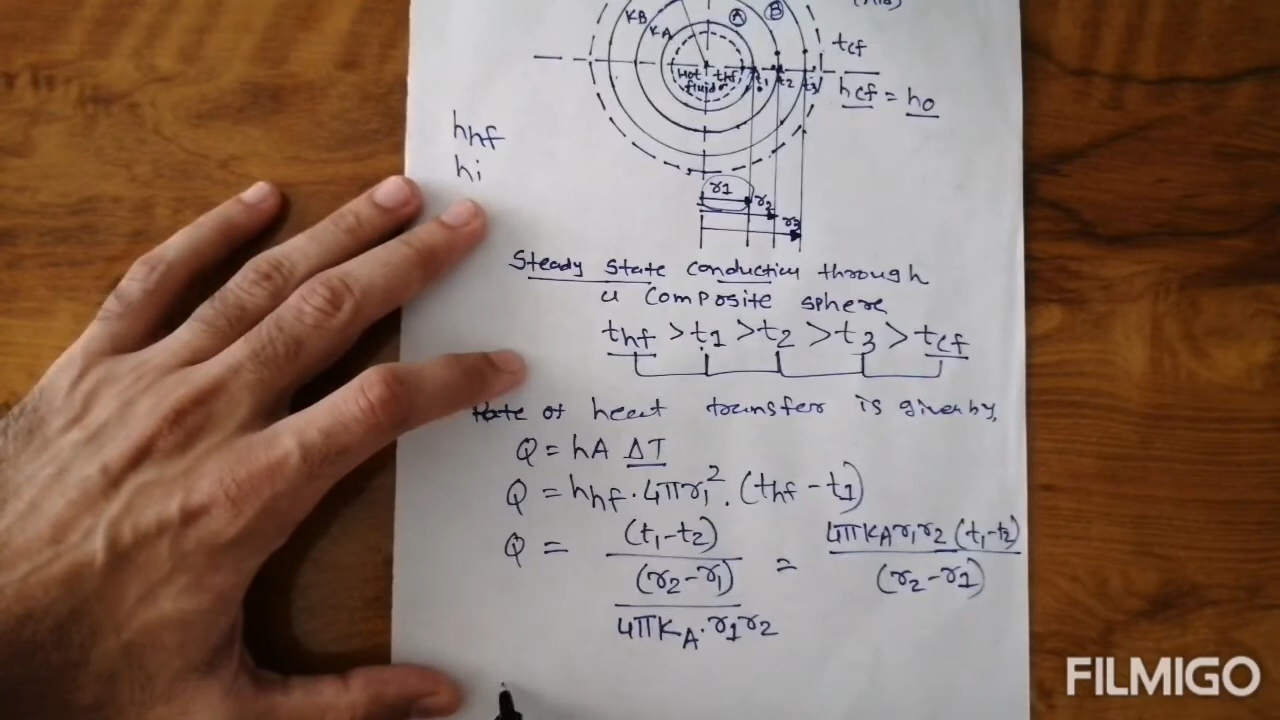 KB
A
B
KA
tcf
Hot thf
fluid
t1
t2
t3
hcf = ho
hhf
hi
r1
r2
r3
Steady state conduction through
a composite sphere
thf > t1 > t2 > t3 > tcf
Rate of heat transfer is given by,
Q = hA ΔT
Q = hhf · 4πr1² · (thf - t1)
Q = (t1-t2) / ((r2-r1) / 4πKA·r1r2) = 4πKAr1r2(t1-t2) / (r2-r1)
FILMIGO